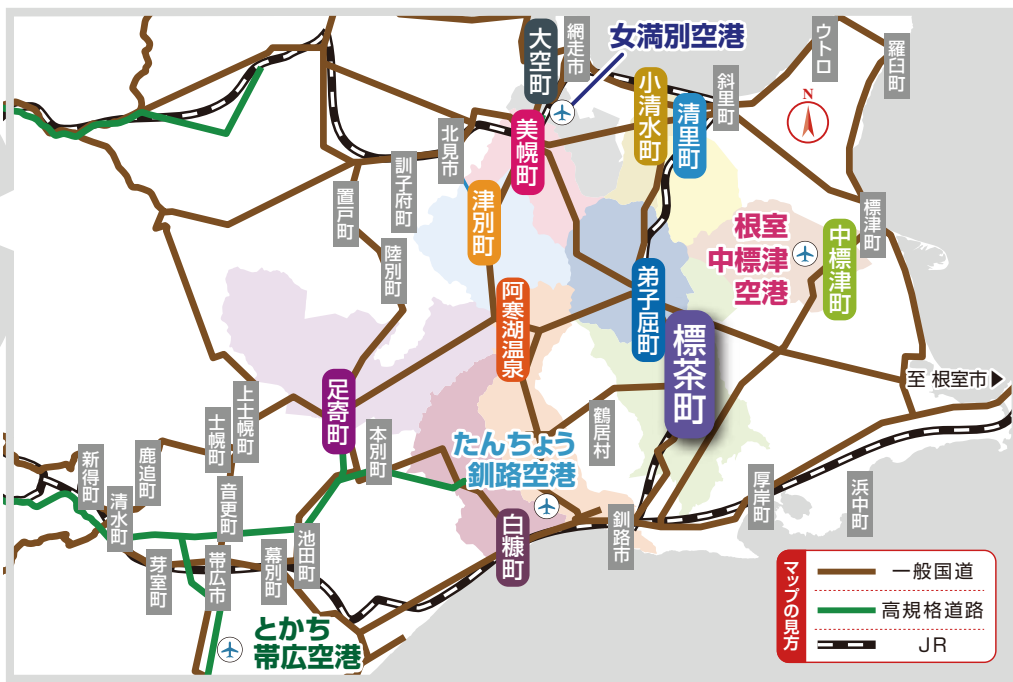 大空町
網走市
女満別空港
ウトロ
羅臼町
小清水町
斜里町
清里町
N
美幌町
北見市
訓子府町
置戸町
津別町
陸別町
根室
中標津
空港
中標津町
標津町
弟子屈町
阿寒湖温泉
標茶町
至 根室市▶
足寄町
上士幌町
士幌町
鹿追町
新得町
清水町
音更町
本別町
鶴居村
たんちょう
釧路空港
白糠町
釧路市
厚岸町
浜中町
池田町
幕別町
帯広市
芽室町
とかち
帯広空港
マップの見方
一般国道
高規格道路
JR